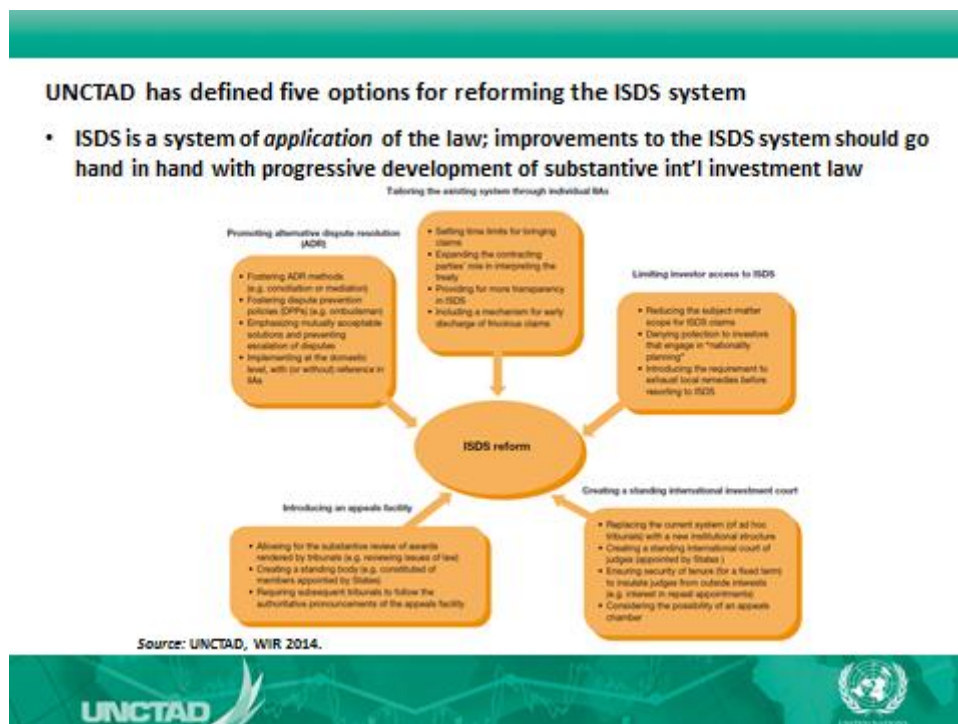 UNCTAD has defined five options for reforming the ISDS system
• ISDS is a system of application of the law; improvements to the ISDS system should go
hand in hand with progressive development of substantive int'l investment law
Tailoring the existing system through individual IIAs
• Setting time limits for bringing
claims
• Expanding the contracting
parties' role in interpreting the
treaty
• Providing for more transparency
in ISDS
• Including a mechanism for early
discharge of frivolous claims
Promoting alternative dispute resolution
(ADR)
• Fostering ADR methods
(e.g. conciliation or mediation)
• Fostering dispute prevention
policies (DPPs) (e.g. ombudsman)
• Emphasizing mutually acceptable
solutions and preventing
escalation of disputes
• Implementing at the domestic
level, with (or without) reference in
IIAs
Limiting investor access to ISDS
• Reducing the subject-matter
scope for ISDS claims
• Denying protection to investors
that engage in "nationality
planning"
• Introducing the requirement to
exhaust local remedies before
resorting to ISDS
ISDS reform
Introducing an appeals facility
• Allowing for the substantive review of awards
rendered by tribunals (e.g. reviewing issues of law)
• Creating a standing body (e.g. constituted of
members appointed by States)
• Requiring subsequent tribunals to follow the
authoritative pronouncements of the appeals facility
Creating a standing international investment court
• Replacing the current system (of ad hoc
tribunals) with a new institutional structure
• Creating a standing international court of
judges (appointed by States )
• Ensuring security of tenure (for a fixed term)
to insulate judges from outside interests
(e.g. interest in repeat appointments)
• Considering the possibility of an appeals
chamber
Source: UNCTAD, WIR 2014.
UNCTAD